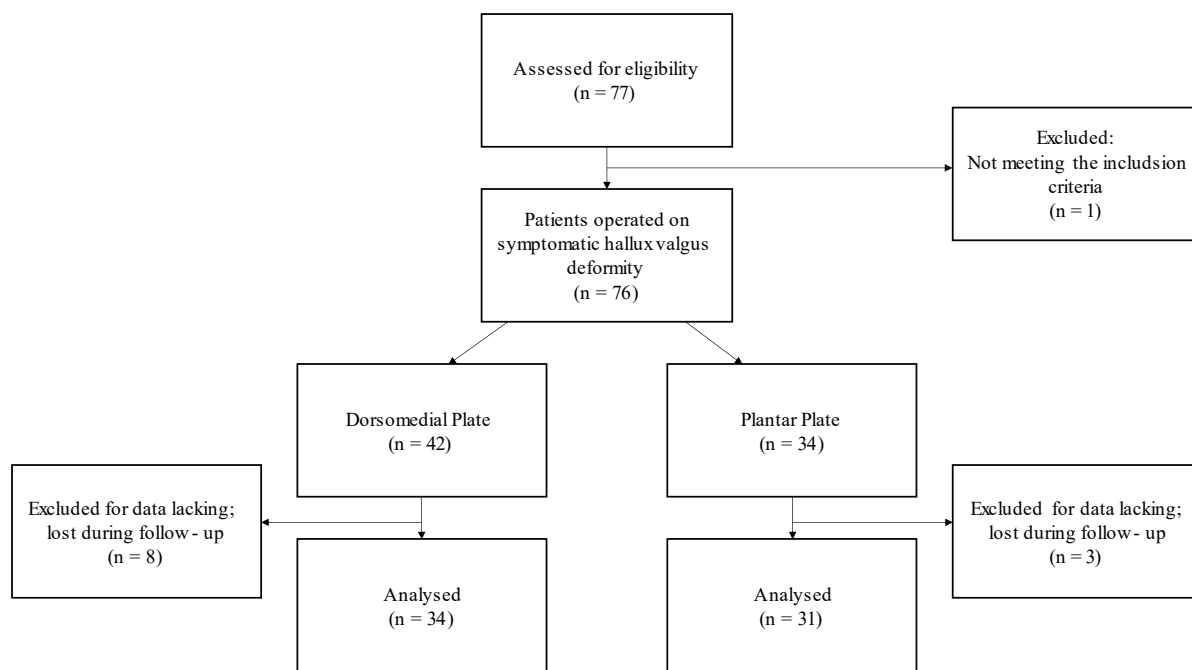 Assessed for eligibility
(n = 77)
Excluded:
Not meeting the includsion
criteria
(n = 1)
Patients operated on
symptomatic hallux valgus
deformity
(n = 76)
Dorsomedial Plate
(n = 42)
Plantar Plate
(n = 34)
Excluded for data lacking;
lost during follow - up
(n = 8)
Excluded for data lacking;
lost during follow - up
(n = 3)
Analysed
(n = 34)
Analysed
(n = 31)